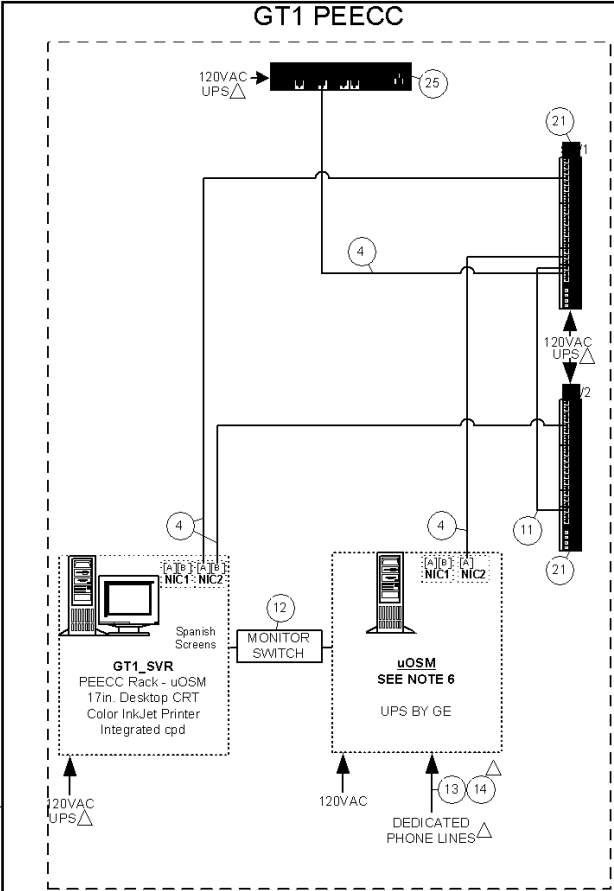 GT1 PEECC
120VAC
UPS
25
21
/1
4
120VAC
UPS
/2
4
4
11
21
[A][B] [A][B]
NIC1 NIC2
[A][B] [A]
NIC1 NIC2
12
Spanish
Screens
MONITOR
SWITCH
GT1_SVR
PEECC Rack - uOSM
17in. Desktop CRT
Color InkJet Printer
Integrated cpd
uOSM
SEE NOTE 6
UPS BY GE
120VAC
UPS
120VAC
13
14
DEDICATED
PHONE LINES